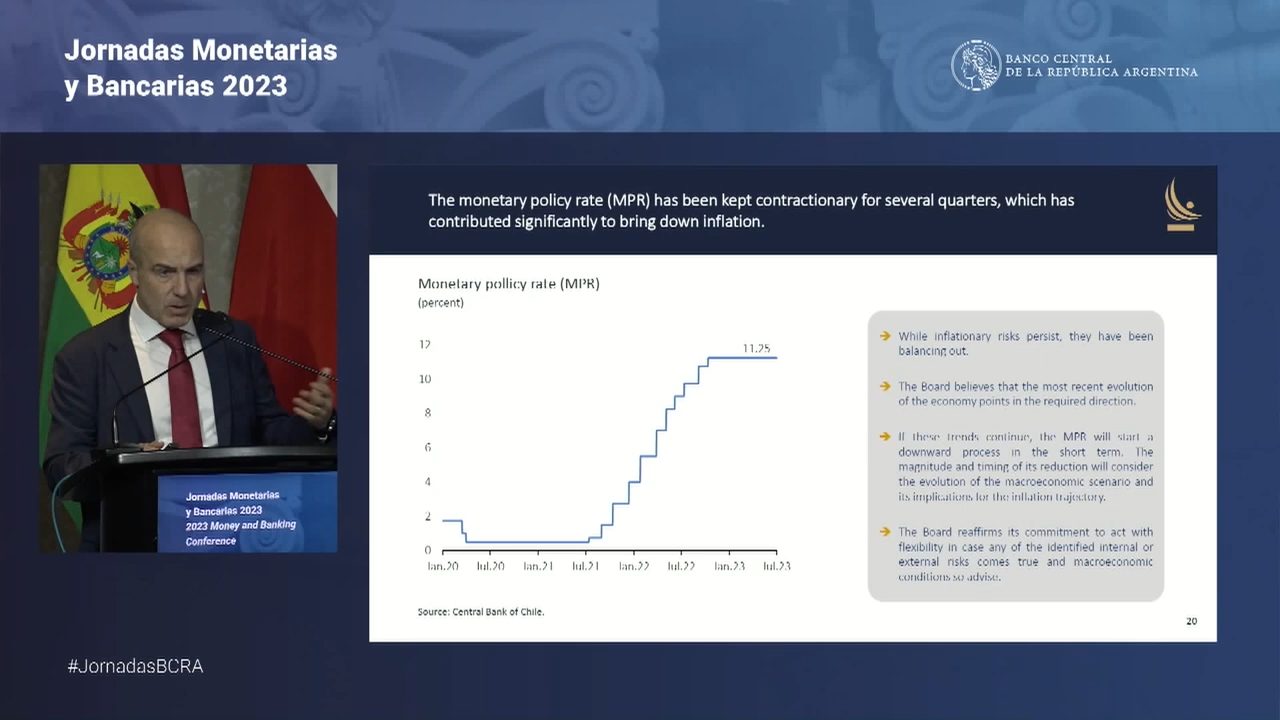 Jornadas Monetarias
y Bancarias 2023
BANCO CENTRAL
DE LA REPÚBLICA ARGENTINA
The monetary policy rate (MPR) has been kept contractionary for several quarters, which has
contributed significantly to bring down inflation.
Monetary pollicy rate (MPR)
(percent)
12
10
8
6
4
2
0
11.25
Jan.20 Jul.20 Jan.21 Jul.21 Jan.22 Jul.22 Jan.23 Jul.23
Source: Central Bank of Chile.
While inflationary risks persist, they have been
balancing out.
The Board believes that the most recent evolution
of the economy points in the required direction.
If these trends continue, the MPR will start a
downward process in the short term. The
magnitude and timing of its reduction will consider
the evolution of the macroeconomic scenario and
its implications for the inflation trajectory.
The Board reaffirms its commitment to act with
flexibility in case any of the identified internal or
external risks comes true and macroeconomic
conditions so advise.
20
Jornadas Monetarias
y Bancarias 2023
2023 Money and Banking
Conference
#JornadasBCRA